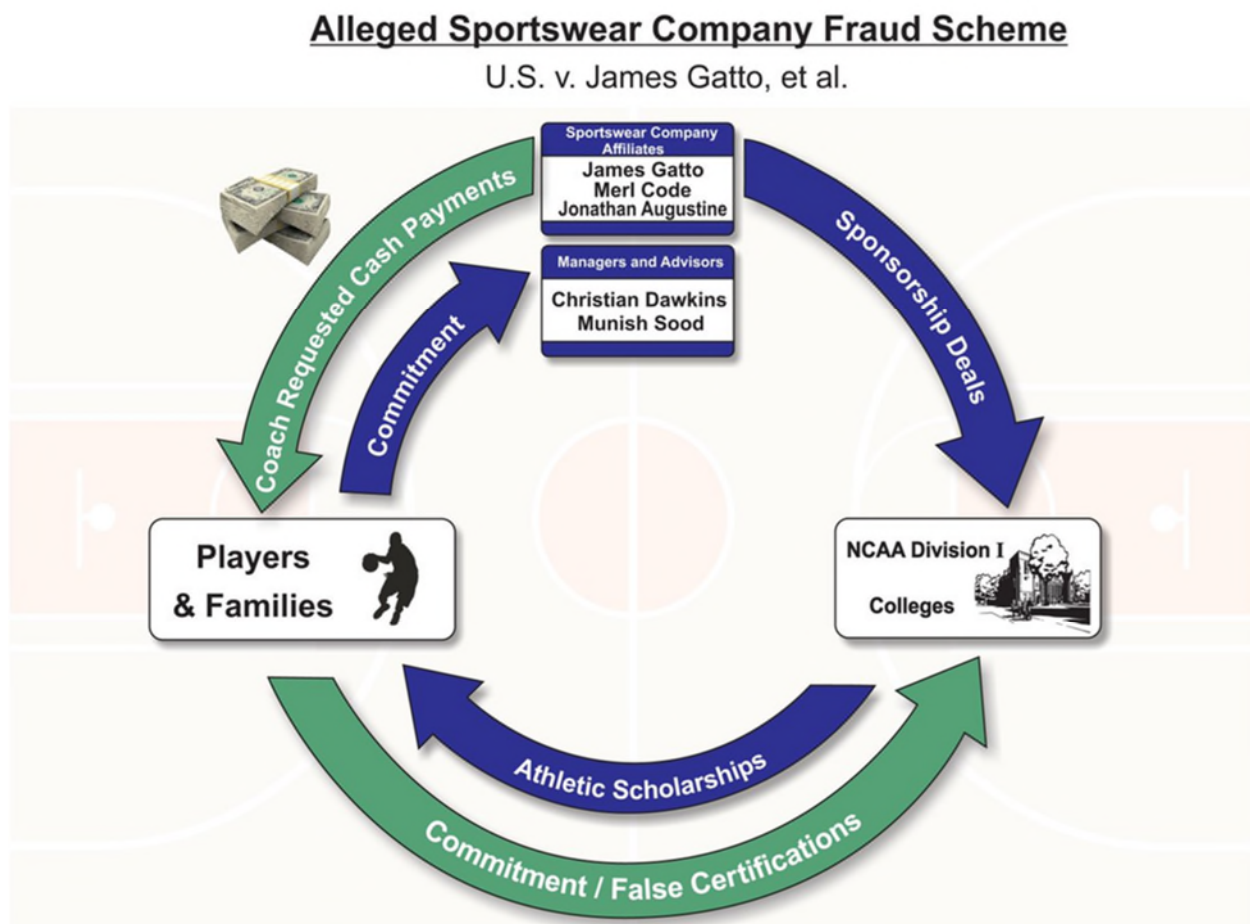 Alleged Sportswear Company Fraud Scheme
U.S. v. James Gatto, et al.
Sportswear Company
Affiliates
James Gatto
Merl Code
Jonathan Augustine
Managers and Advisors
Christian Dawkins
Munish Sood
Coach Requested Cash Payments
Commitment
Sponsorship Deals
Players
& Families
NCAA Division I
Colleges
Athletic Scholarships
Commitment / False Certifications